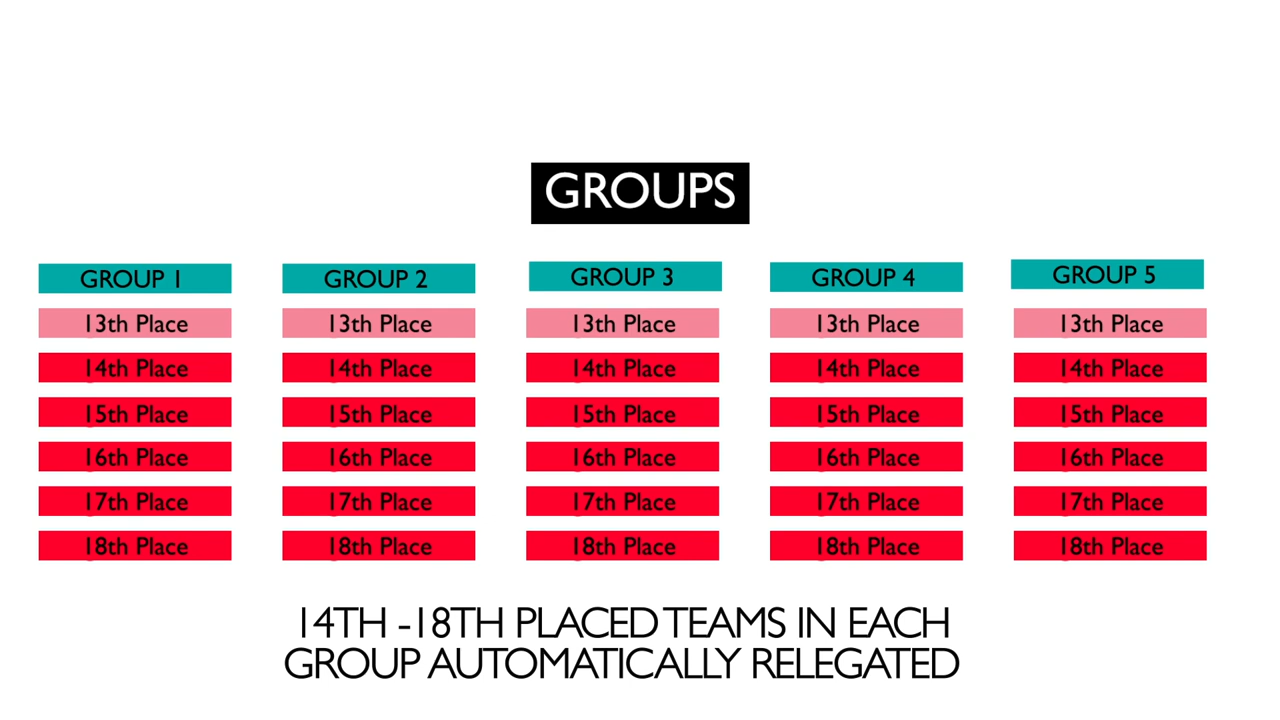 GROUPS
GROUP 1 GROUP 2 GROUP 3 GROUP 4 GROUP 5
13th Place 13th Place 13th Place 13th Place 13th Place
14th Place 14th Place 14th Place 14th Place 14th Place
15th Place 15th Place 15th Place 15th Place 15th Place
16th Place 16th Place 16th Place 16th Place 16th Place
17th Place 17th Place 17th Place 17th Place 17th Place
18th Place 18th Place 18th Place 18th Place 18th Place
14TH -18TH PLACED TEAMS IN EACH
GROUP AUTOMATICALLY RELEGATED